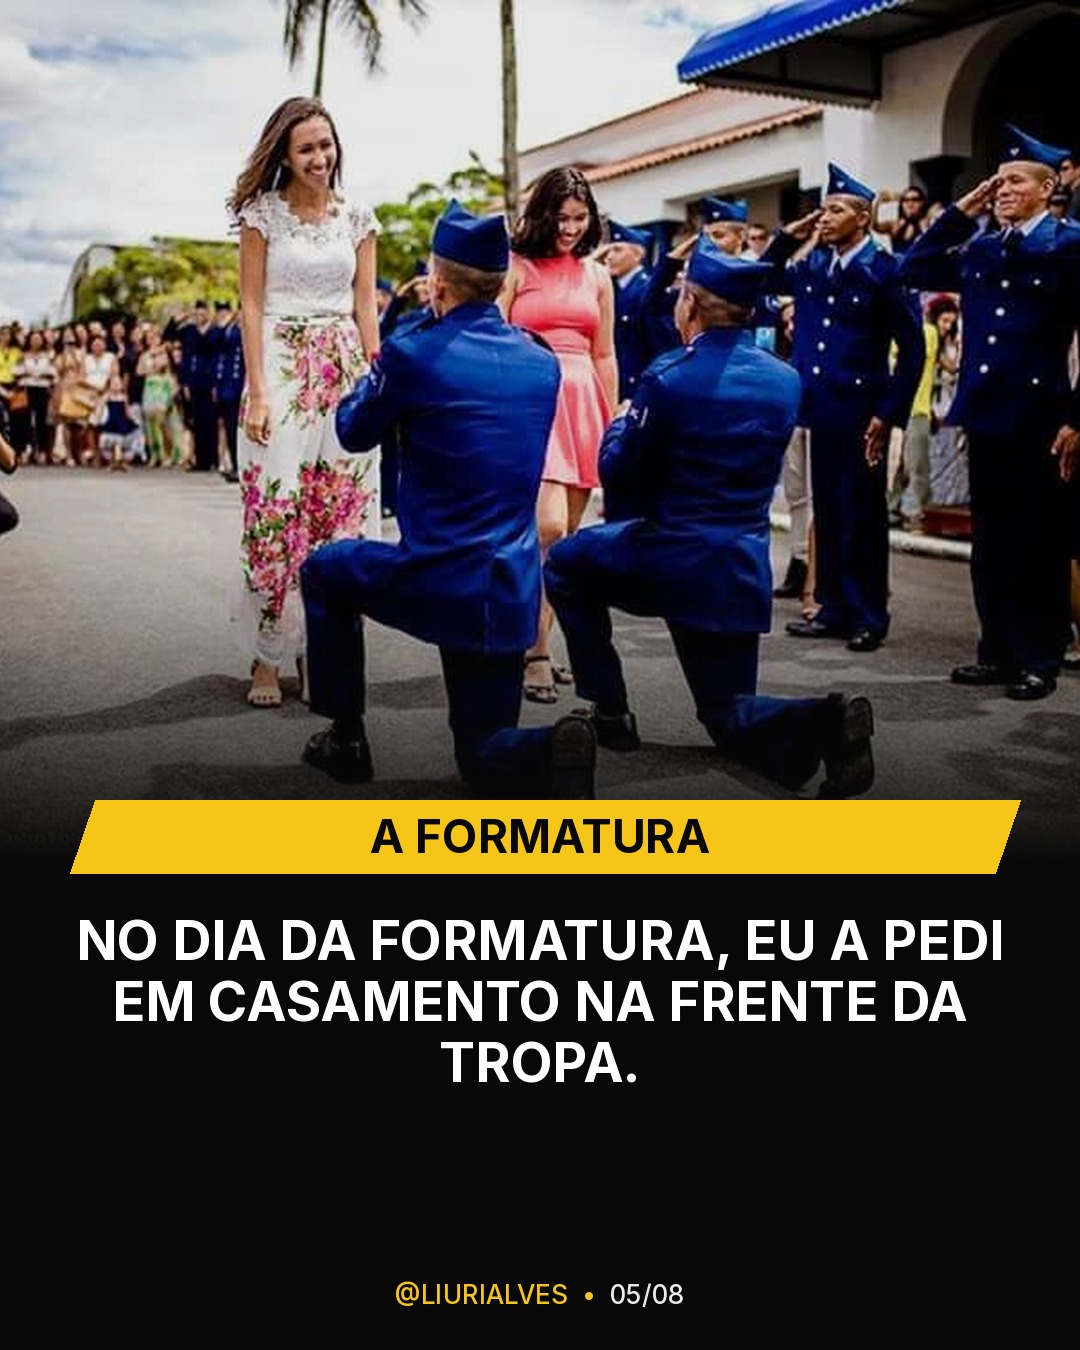 A FORMATURA
NO DIA DA FORMATURA, EU A PEDI
EM CASAMENTO NA FRENTE DA
TROPA.
@LIURIALVES • 05/08